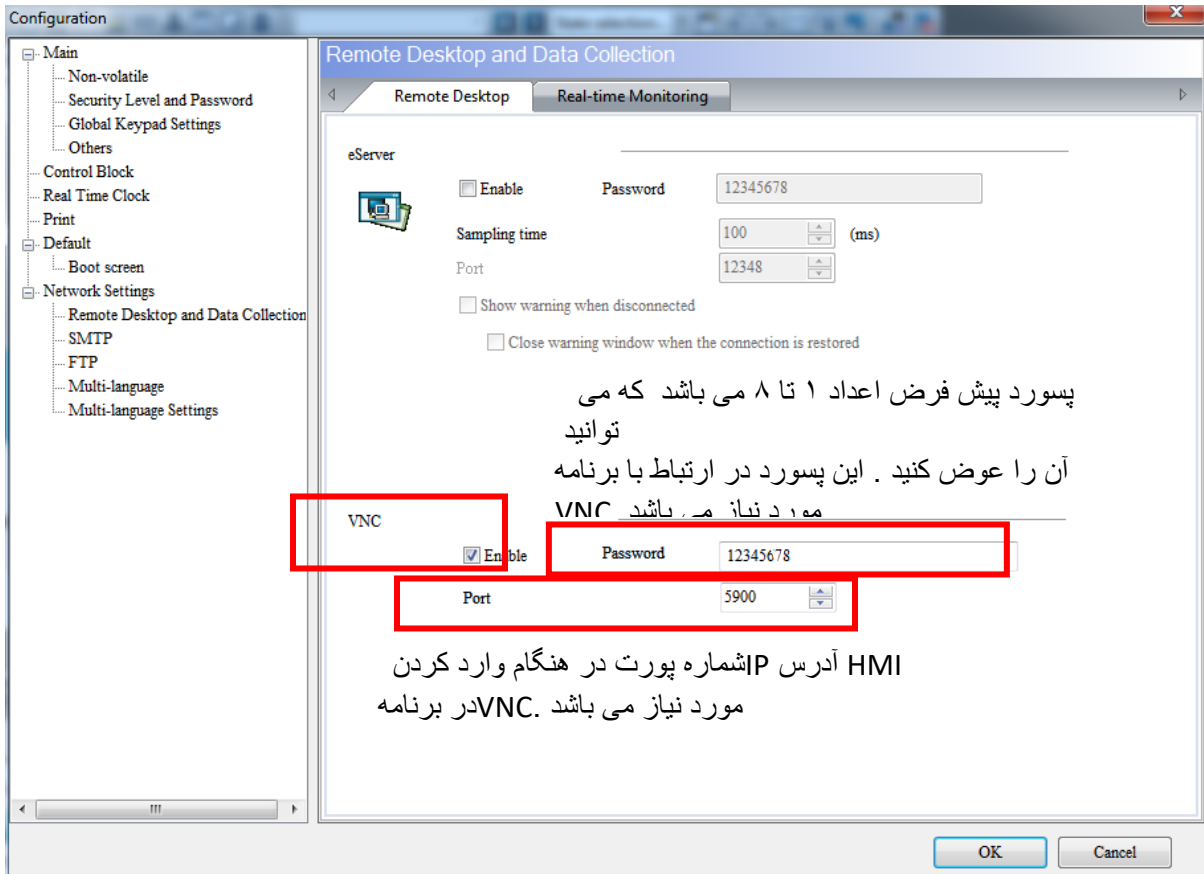 Configuration
Main
Non-volatile
Security Level and Password
Global Keypad Settings
Others
Control Block
Real Time Clock
Print
Default
Boot screen
Network Settings
Remote Desktop and Data Collection
SMTP
FTP
Multi-language
Multi-language Settings
Remote Desktop and Data Collection
Remote Desktop Real-time Monitoring
eServer
Enable Password 12345678
Sampling time 100 (ms)
Port 12348
Show warning when disconnected
Close warning window when the connection is restored
پسورد پیش فرض اعداد ۱ تا ۸ می باشد که می
توانید
آن را عوض کنید . این پسورد در ارتباط با برنامه
VNC مورد نیاز می باشد
VNC
Enable Password 12345678
Port 5900
HMI آدرس IPشماره پورت در هنگام وارد کردن
مورد نیاز می باشد .VNCدر برنامه
OK Cancel